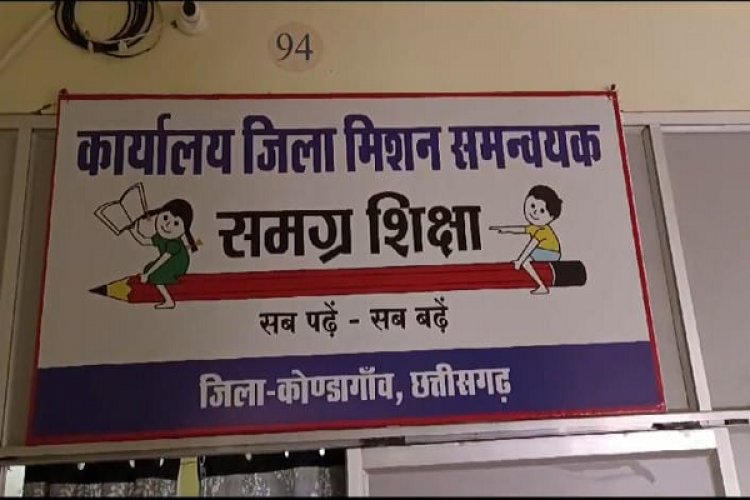 94
कार्यालय जिला मिशन समन्वयक
समग्र शिक्षा
सब पढ़ें - सब बढ़ें
जिला-कोण्डागाँव, छत्तीसगढ़